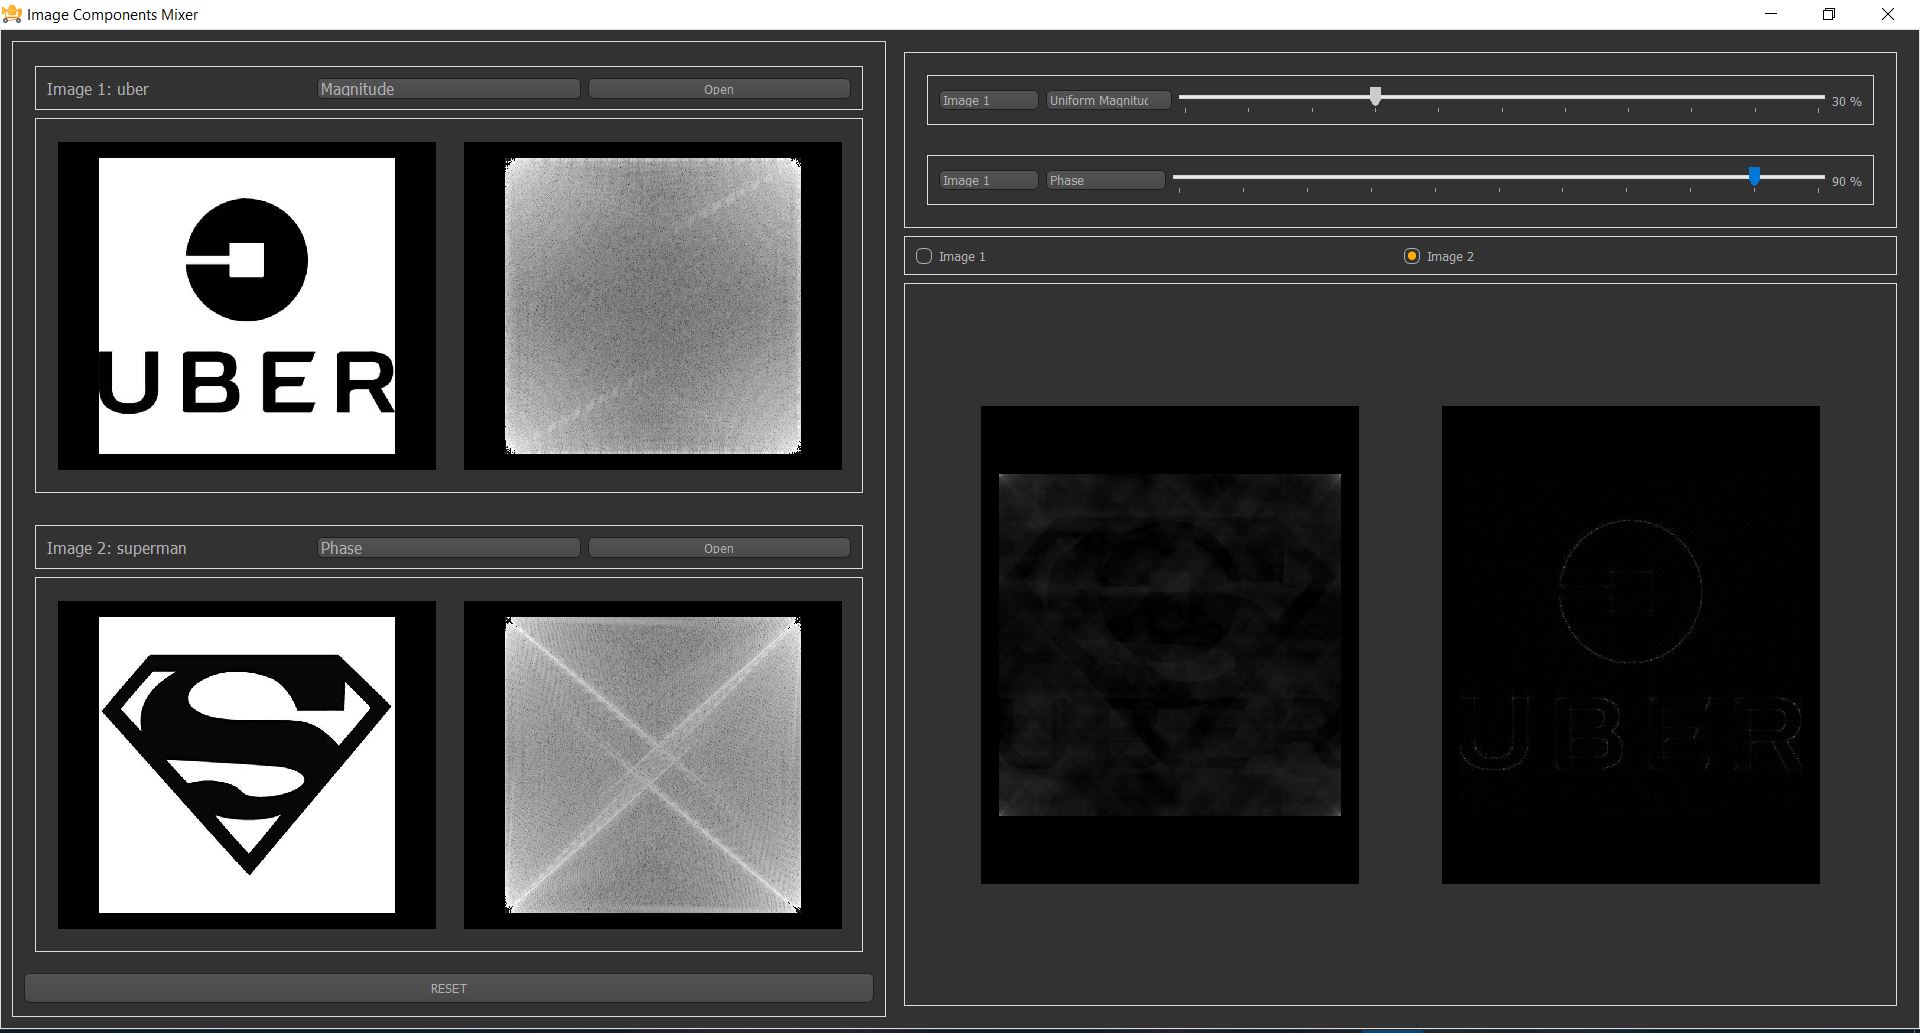 Image Components Mixer
Image 1: uber
Magnitude
Open
UBER
Image 2: superman
Phase
Open
S
RESET
Image 1
Uniform Magnituc
30 %
Image 1
Phase
90 %
Image 1
Image 2
UBER
UBER